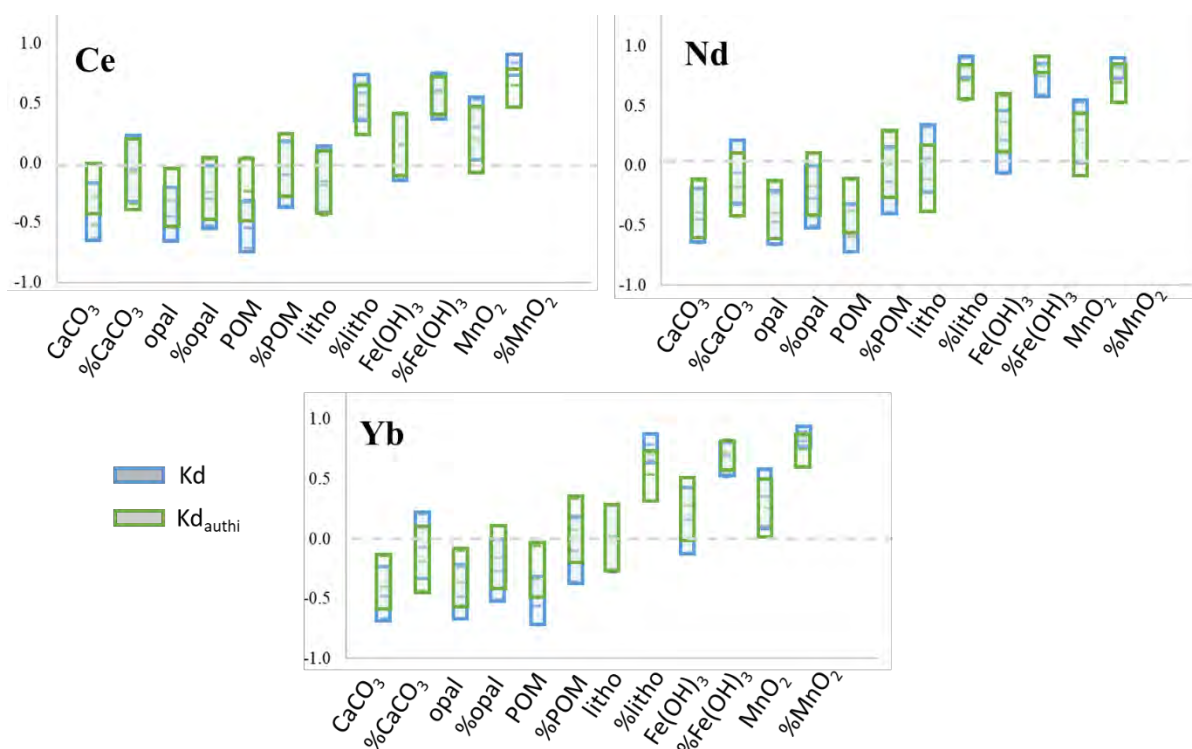 Ce
1.0
0.5
0.0
-0.5
-1.0
CaCO₃
%CaCO₃
opal
%opal
POM
%POM
litho
%litho
Fe(OH)₃
%Fe(OH)₃
MnO₂
%MnO₂
Nd
1.0
0.5
0.0
-0.5
-1.0
CaCO₃
%CaCO₃
opal
%opal
POM
%POM
litho
%litho
Fe(OH)₃
%Fe(OH)₃
MnO₂
%MnO₂
Kd
Kd_authi
Yb
1.0
0.5
0.0
-0.5
-1.0
CaCO₃
%CaCO₃
opal
%opal
POM
%POM
litho
%litho
Fe(OH)₃
%Fe(OH)₃
MnO₂
%MnO₂